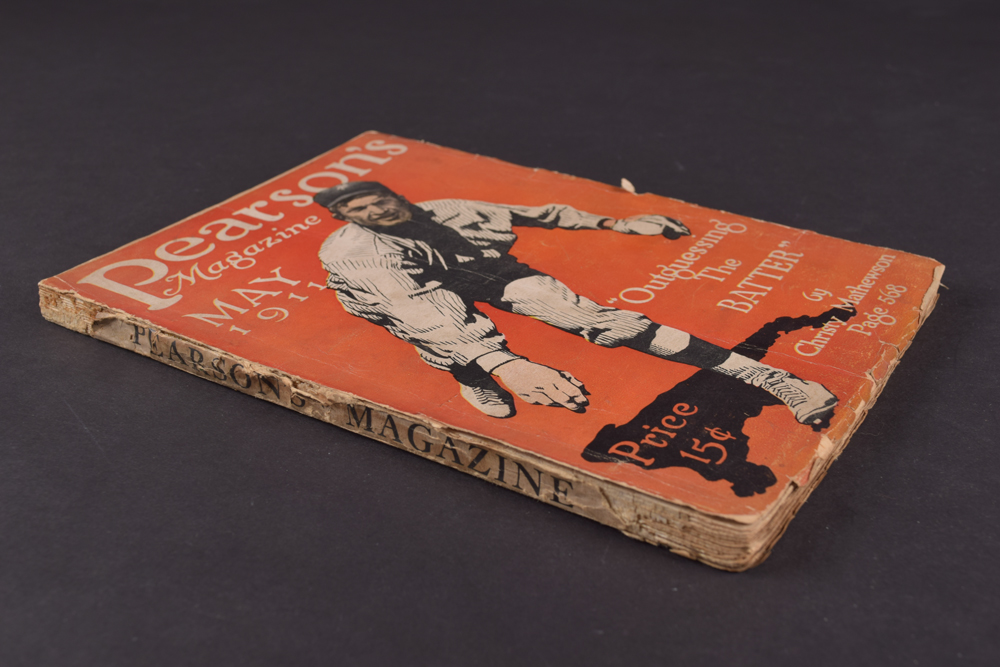 Pearson's
Magazine
MAY
1911
"Outguessing
The
BATTER"
by
Christy Mathewson
Page 568
Price
15¢
PEARSON'S MAGAZINE